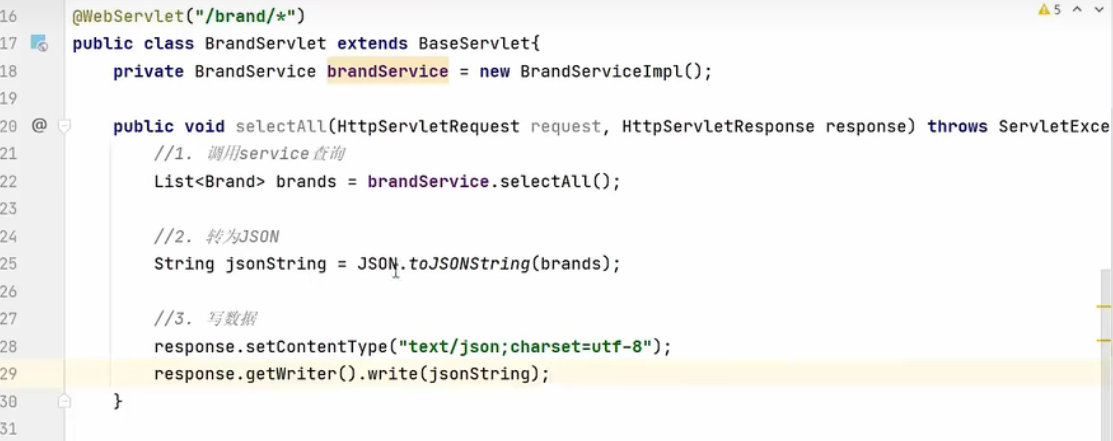 5
16 @WebServlet("/brand/*")
17 public class BrandServlet extends BaseServlet{
18 private BrandService brandService = new BrandServiceImpl();
19
20 @ public void selectAll(HttpServletRequest request, HttpServletResponse response) throws ServletExce
21 //1. 调用service查询
22 List<Brand> brands = brandService.selectAll();
23
24 //2. 转为JSON
25 String jsonString = JSON.toJSONString(brands);
26
27 //3. 写数据
28 response.setContentType("text/json;charset=utf-8");
29 response.getWriter().write(jsonString);
30 }
31